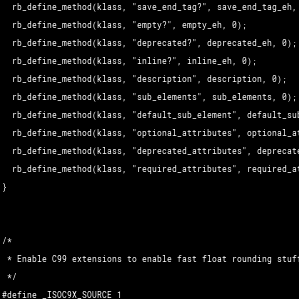 rb_define_method(klass, "save_end_tag?", save_end_tag_eh,
rb_define_method(klass, "empty?", empty_eh, 0);
rb_define_method(klass, "deprecated?", deprecated_eh, 0);
rb_define_method(klass, "inline?", inline_eh, 0);
rb_define_method(klass, "description", description, 0);
rb_define_method(klass, "sub_elements", sub_elements, 0);
rb_define_method(klass, "default_sub_element", default_sub
rb_define_method(klass, "optional_attributes", optional_at
rb_define_method(klass, "deprecated_attributes", deprecate
rb_define_method(klass, "required_attributes", required_at
}
/*
* Enable C99 extensions to enable fast float rounding stuff
*/
#define _ISOC9X_SOURCE 1